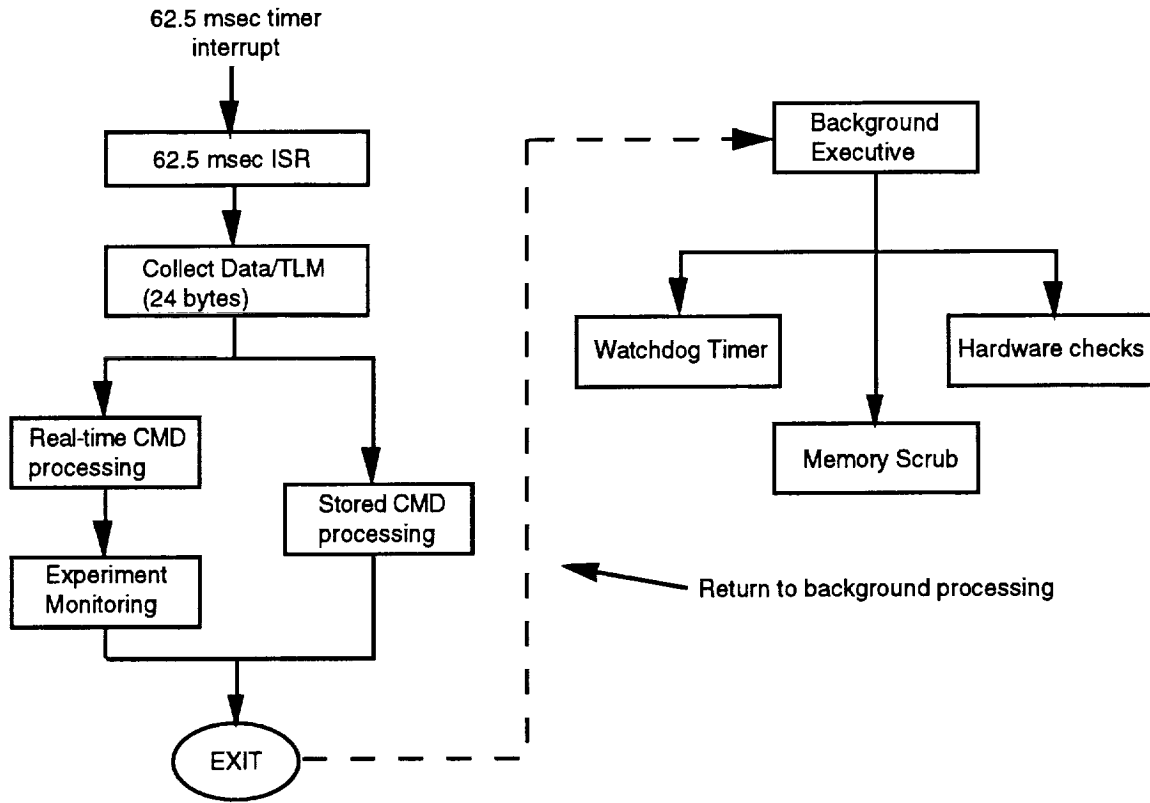 62.5 msec timer
interrupt
62.5 msec ISR
Collect Data/TLM
(24 bytes)
Real-time CMD
processing
Stored CMD
processing
Experiment
Monitoring
EXIT
Background
Executive
Watchdog Timer
Hardware checks
Memory Scrub
Return to background processing